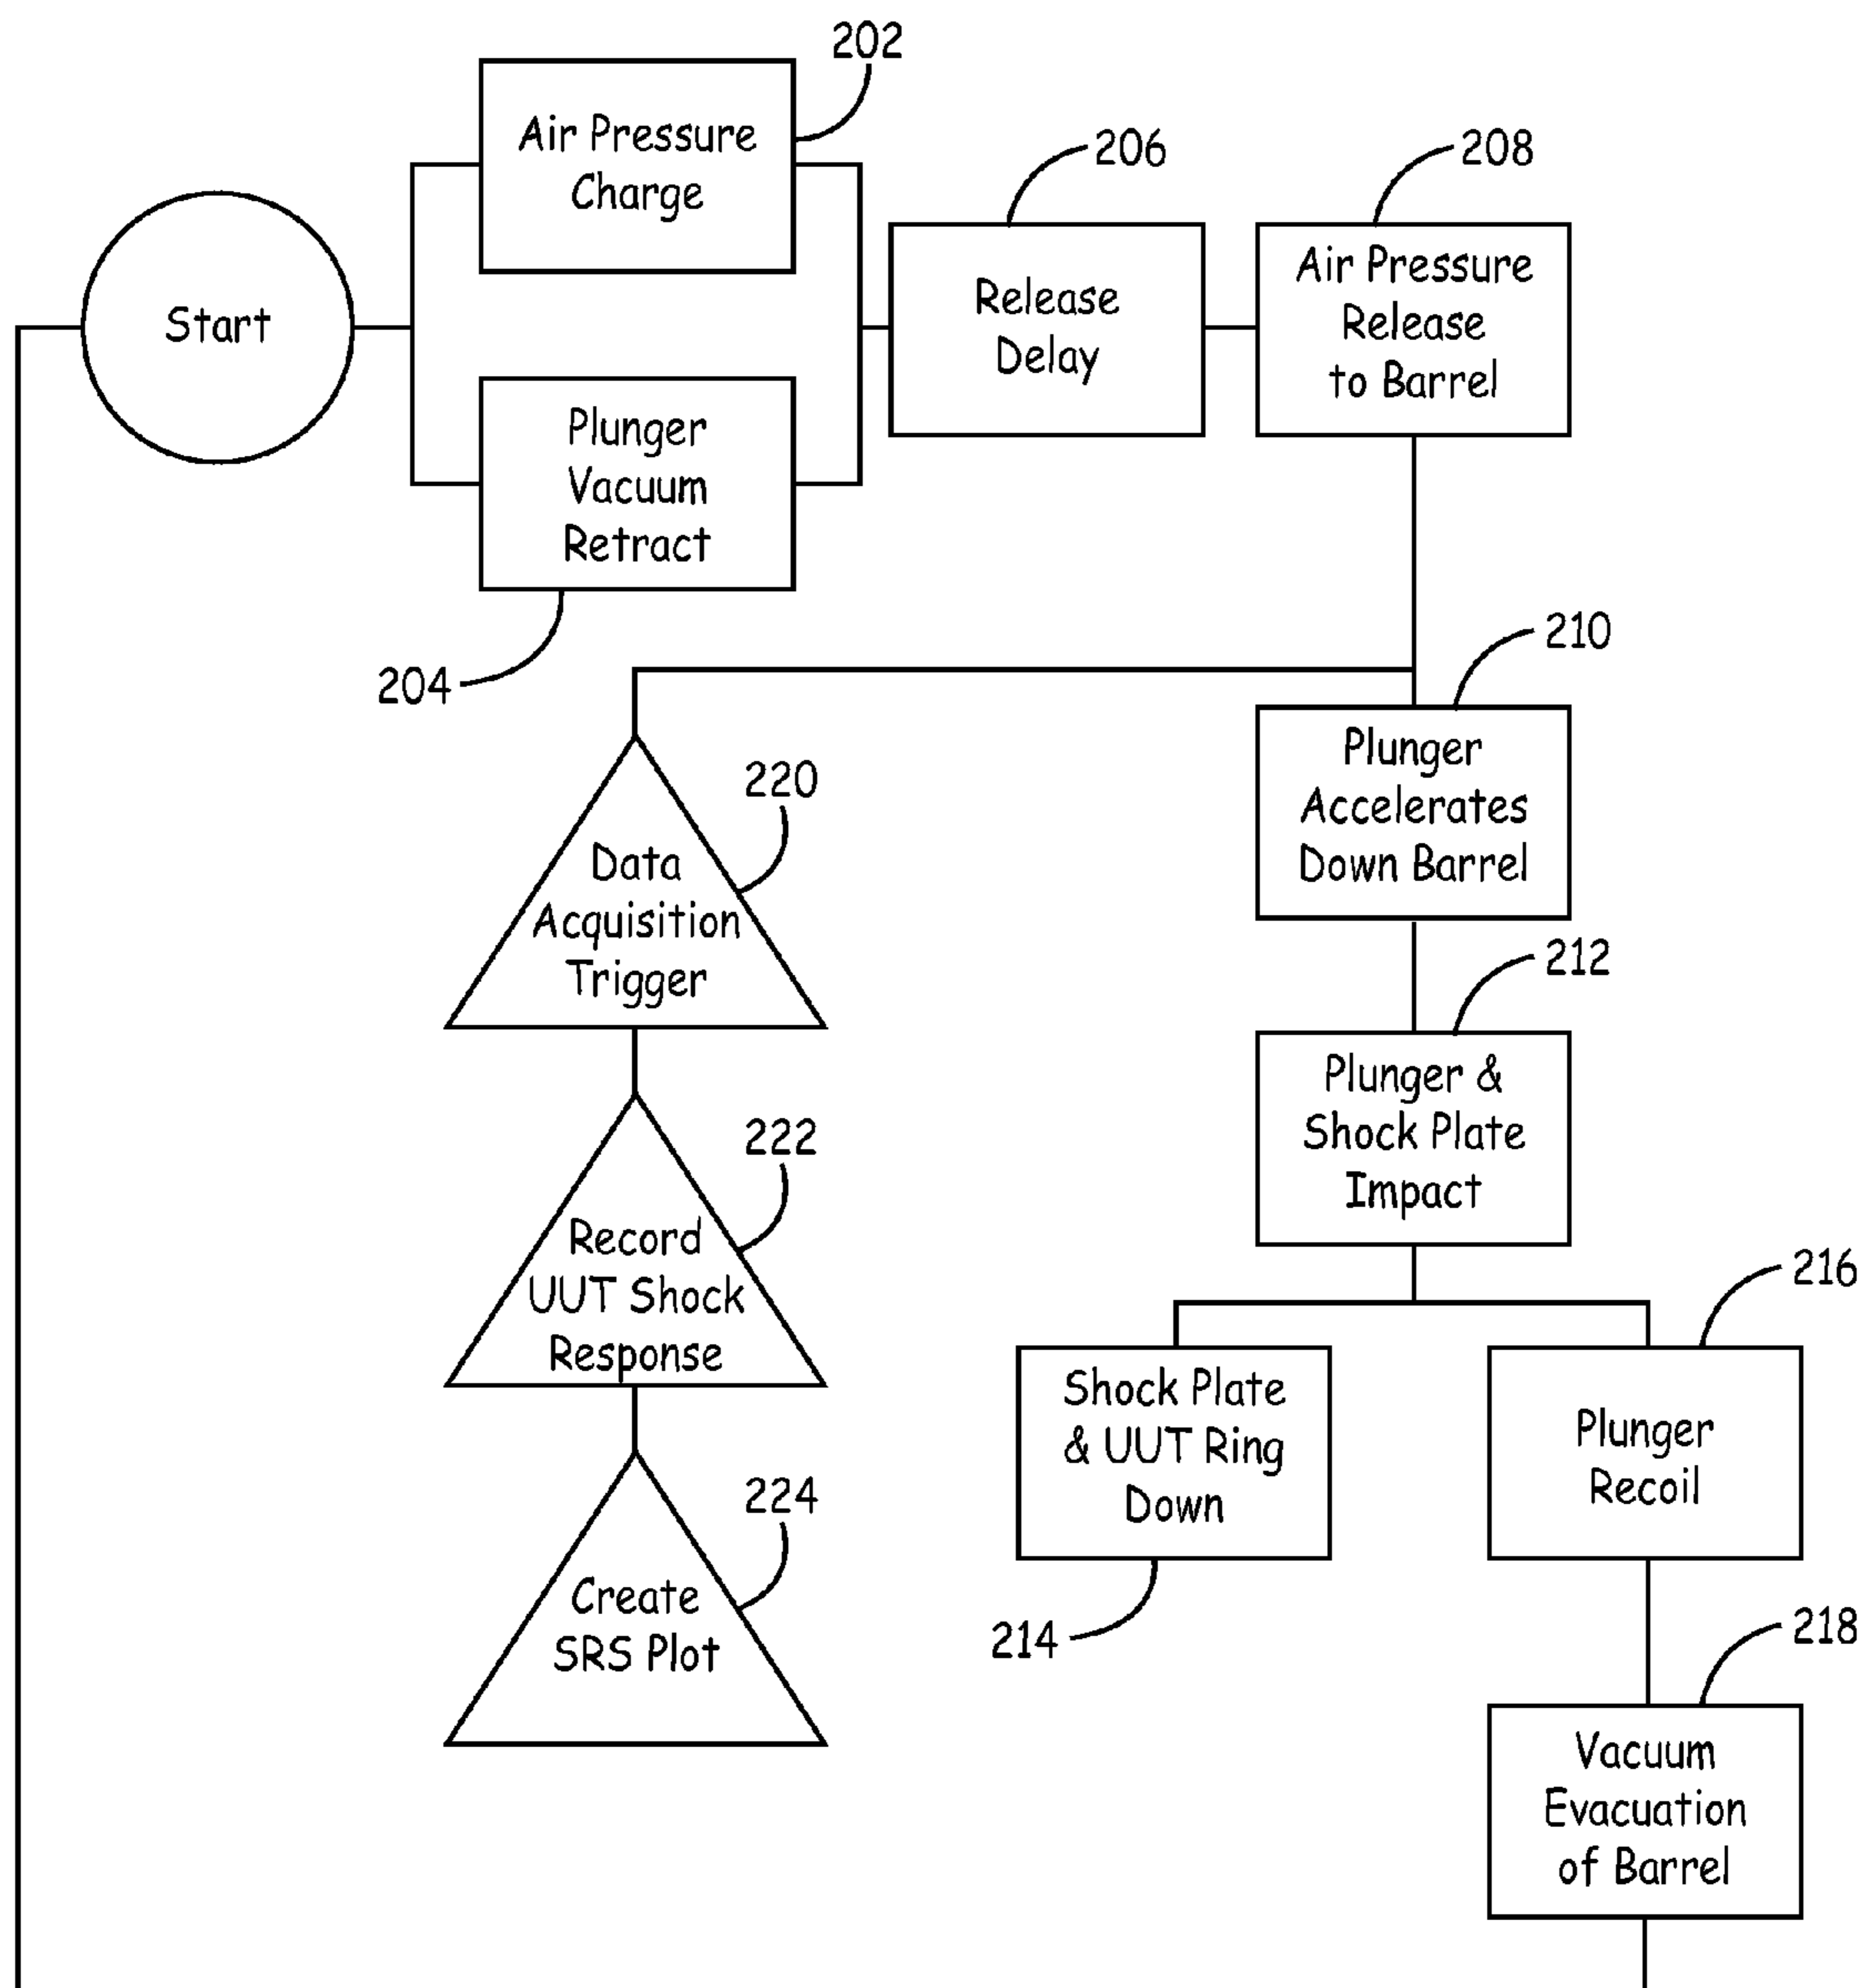 202
Air Pressure
Charge
206
208
Start
Release
Delay
Air Pressure
Release
to Barrel
Plunger
Vacuum
Retract
204
210
Plunger
Accelerates
Down Barrel
220
Data
Acquisition
Trigger
212
Plunger &
Shock Plate
Impact
222
Record
UUT Shock
Response
216
Shock Plate
& UUT Ring
Down
214
Plunger
Recoil
224
Create
SRS Plot
218
Vacuum
Evacuation
of Barrel